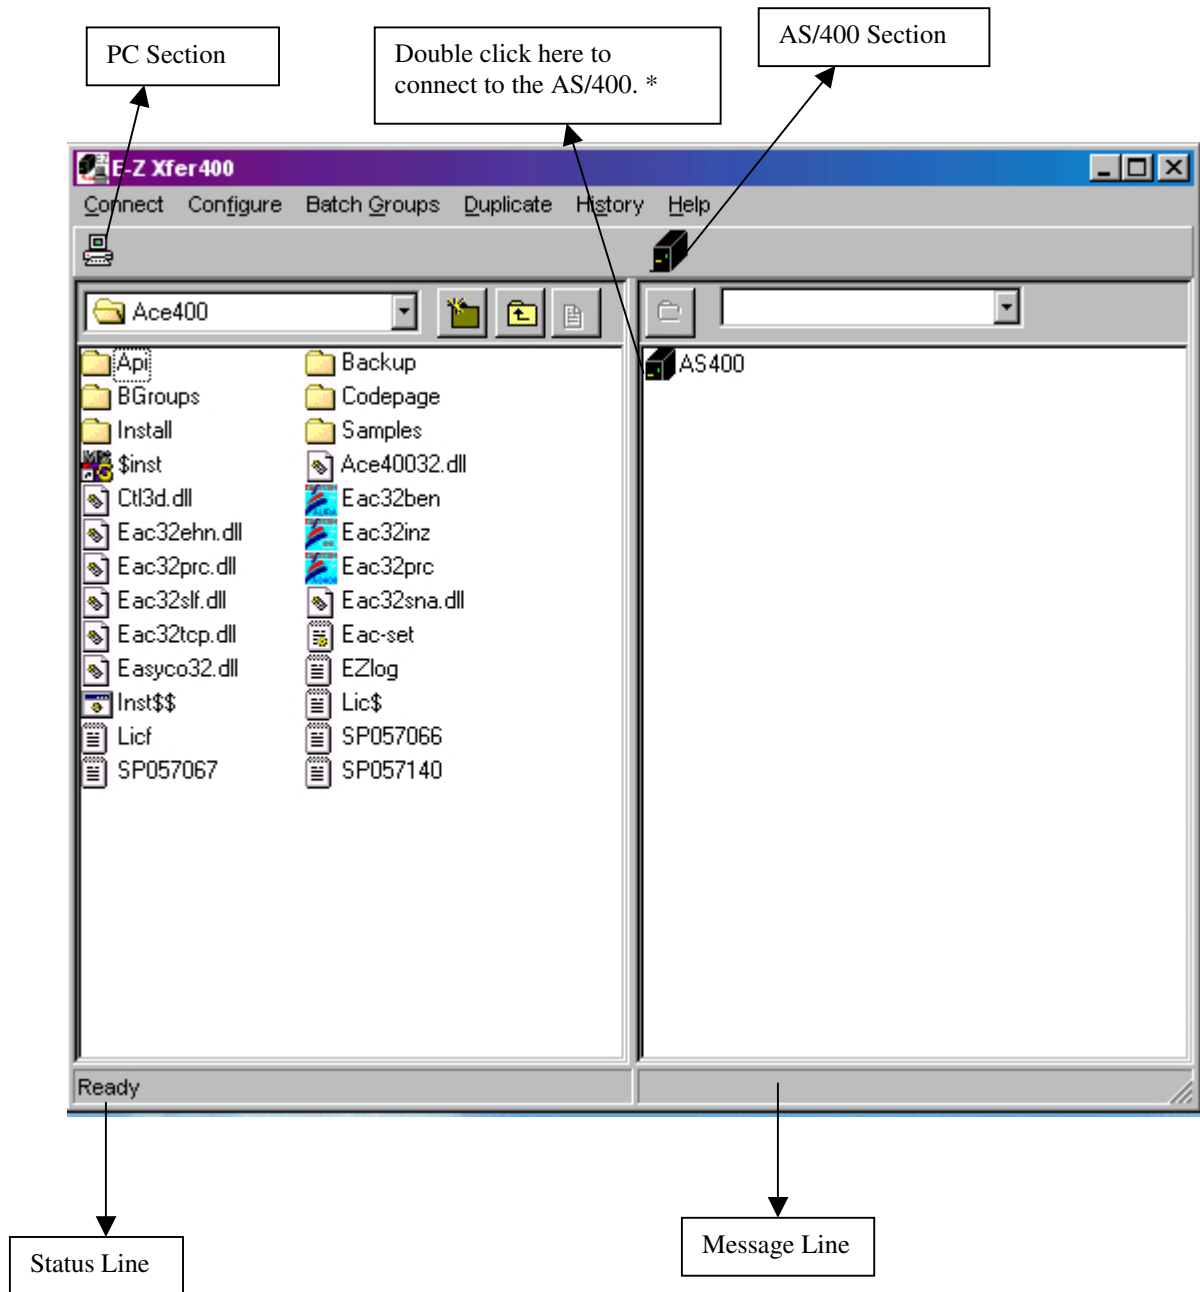 PC Section
Double click here to
connect to the AS/400. *
AS/400 Section
E-Z Xfer400
Connect Configure Batch Groups Duplicate History Help
Ace400
Api
Backup
BGroups
Codepage
Install
Samples
$inst
Ace40032.dll
Ctl3d.dll
Eac32ben
Eac32ehn.dll
Eac32inz
Eac32prc.dll
Eac32prc
Eac32slf.dll
Eac32sna.dll
Eac32tcp.dll
Eac-set
Easyco32.dll
EZlog
Inst$$
Lic$
Licf
SP057066
SP057067
SP057140
AS400
Ready
Status Line
Message Line